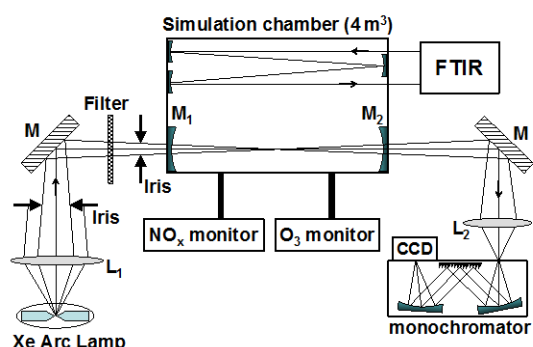 Simulation chamber (4 m³)
FTIR
Filter
M
M₁
M₂
M
Iris
Iris
NOₓ monitor
O₃ monitor
L₁
L₂
CCD
monochromator
Xe Arc Lamp